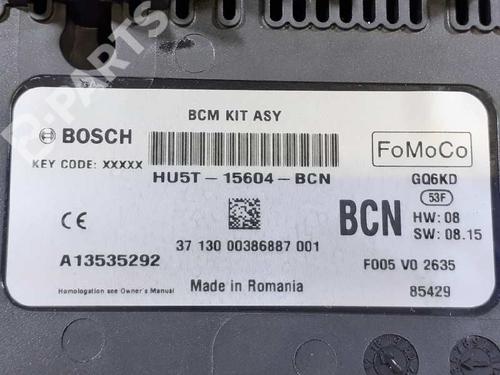 B-PARTS
BCM KIT ASY
BOSCH
FoMoCo
KEY CODE: XXXXX
HU5T-15604-BCN
GQ6KD
53F
CE
BCN
HW: 08
SW: 08.15
37 130 00386887 001
A13535292
F005 V0 2635
Made in Romania
Homologation see Owner's Manual
85429